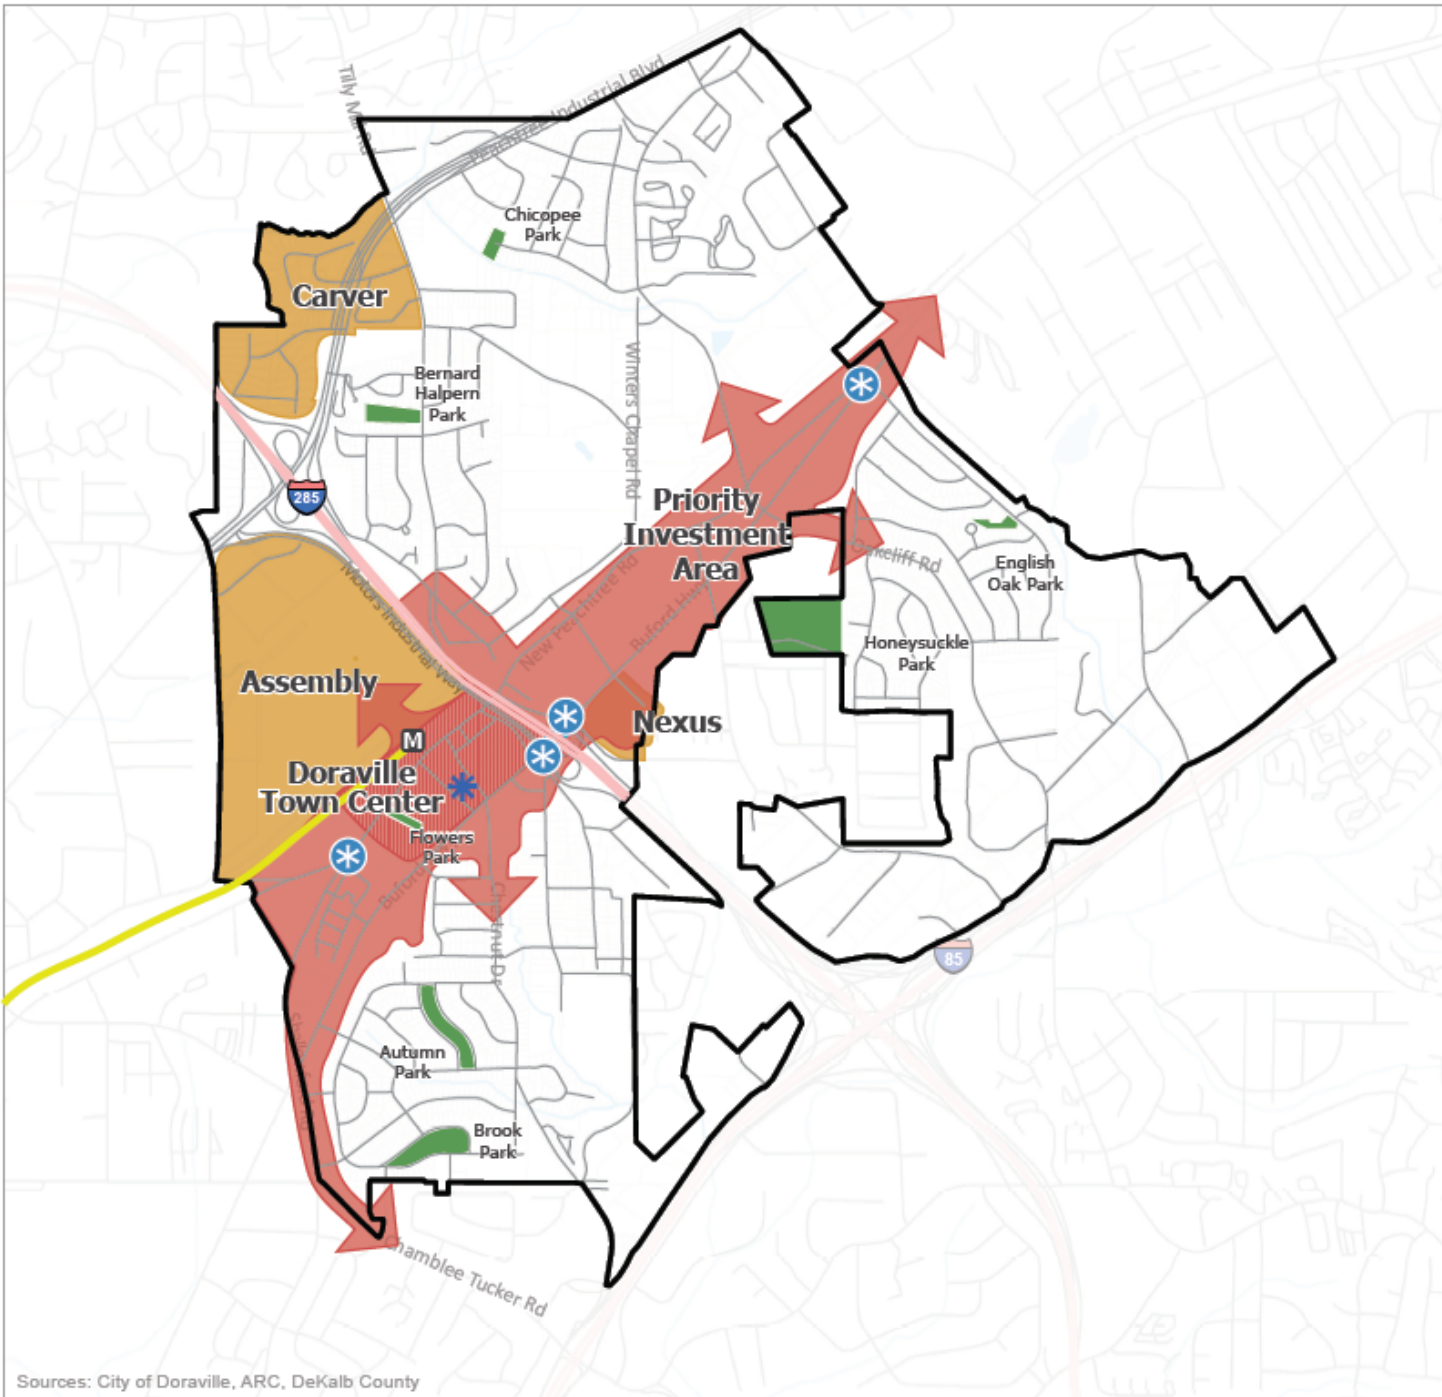 Tilly Mill Rd
Peachtree Industrial Blvd
Chicopee
Park
Carver
Bernard
Halpern
Park
Winters Chapel Rd
285
Priority
Investment
Area
Oakcliff Rd
English
Oak Park
Motors Industrial Way
New Peachtree Rd
Buford
Honeysuckle
Park
Assembly
Nexus
M
Doraville
Town Center
Flowers
Park
Buford
Chestnut Dr
85
Autumn
Park
Brook
Park
Chamblee Tucker Rd
Sources: City of Doraville, ARC, DeKalb County